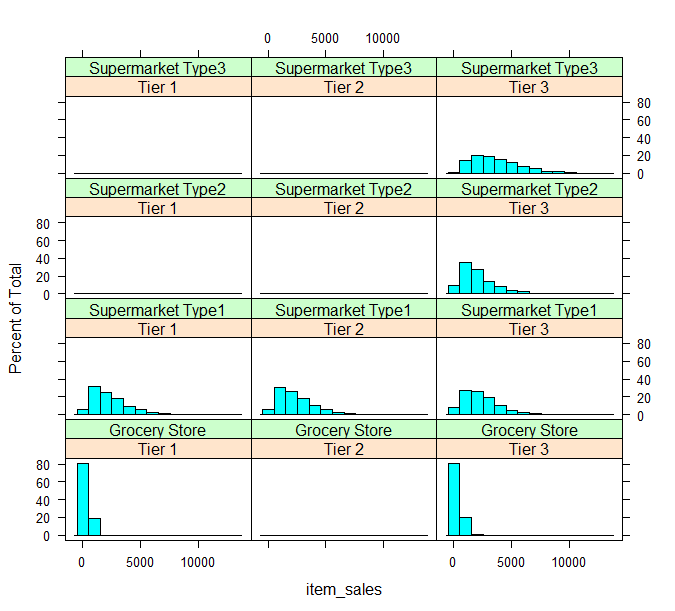 0 5000 10000
Supermarket Type3 Supermarket Type3 Supermarket Type3
Tier 1 Tier 2 Tier 3
80
60
40
20
0
Supermarket Type2 Supermarket Type2 Supermarket Type2
Tier 1 Tier 2 Tier 3
80
60
40
20
0
Supermarket Type1 Supermarket Type1 Supermarket Type1
Tier 1 Tier 2 Tier 3
80
60
40
20
0
Grocery Store Grocery Store Grocery Store
Tier 1 Tier 2 Tier 3
80
60
40
20
0
0 5000 10000 0 5000 10000
Percent of Total
item_sales